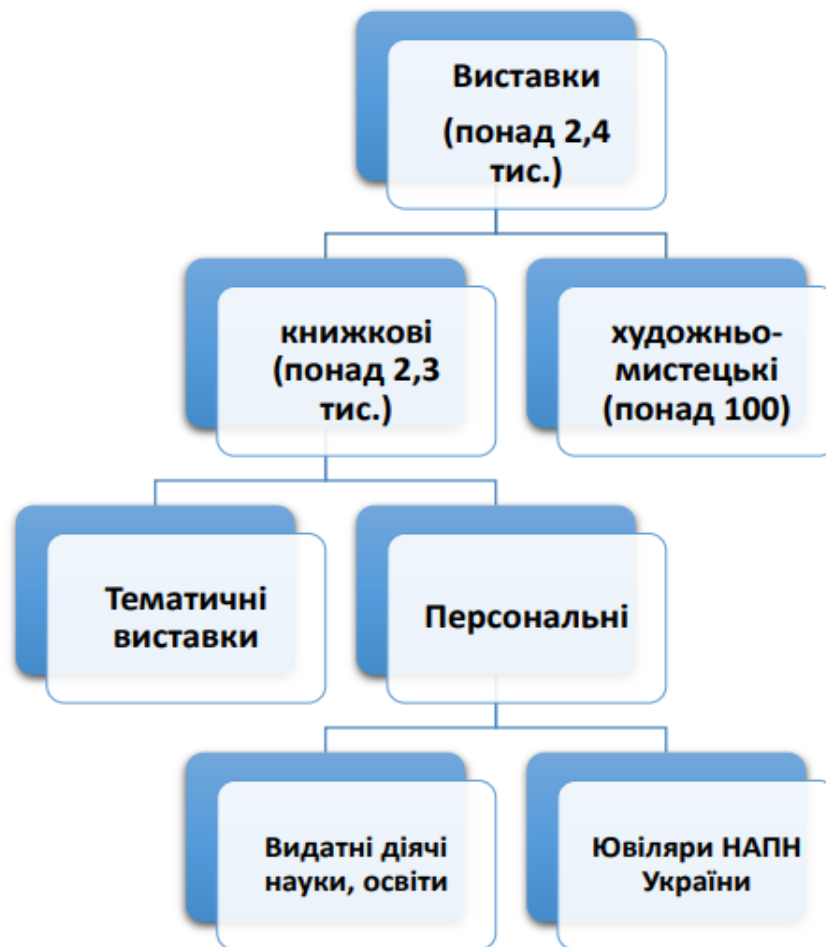 Виставки
(понад 2,4
тис.)
книжкові
(понад 2,3
тис.)
художньо-
мистецькі
(понад 100)
Тематичні
виставки
Персональні
Видатні діячі
науки, освіти
Ювіляри НАПН
України